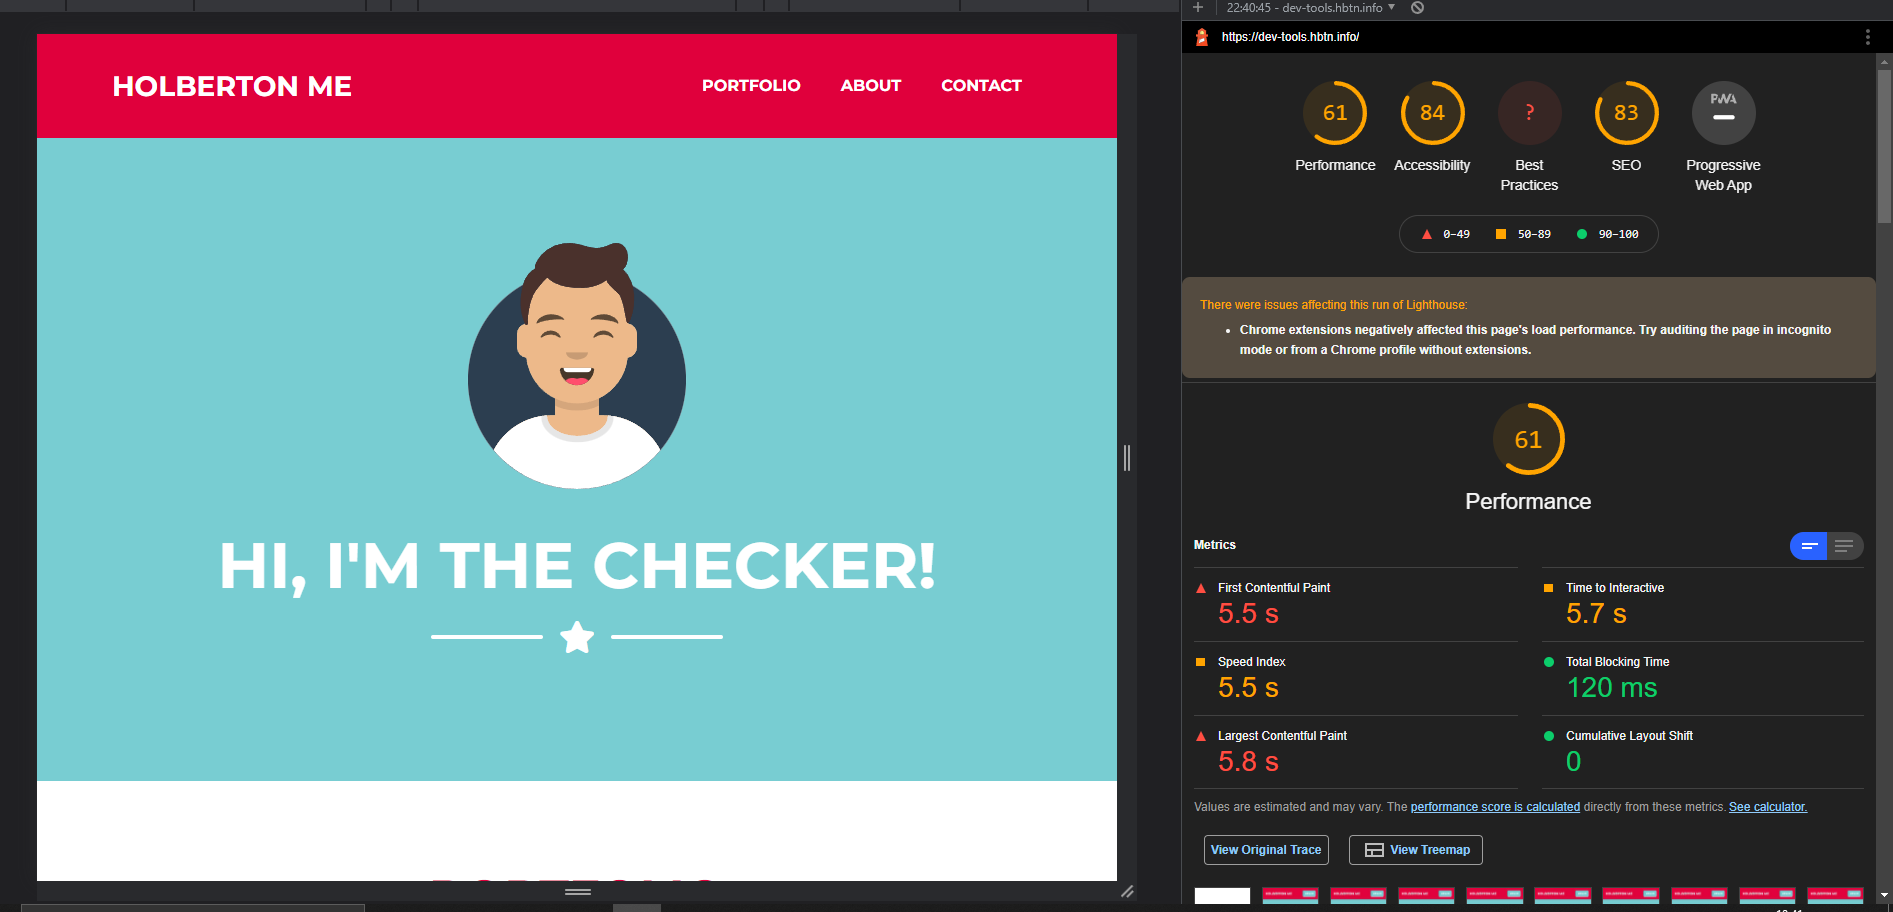 HOLBERTON ME
PORTFOLIO
ABOUT
CONTACT
HI, I'M THE CHECKER!
22:40:45 - dev-tools.hbtn.info
https://dev-tools.hbtn.info/
61
Performance
84
Accessibility
?
Best
Practices
83
SEO
PWA
Progressive
Web App
0–49
50–89
90–100
There were issues affecting this run of Lighthouse:
Chrome extensions negatively affected this page's load performance. Try auditing the page in incognito
mode or from a Chrome profile without extensions.
61
Performance
Metrics
First Contentful Paint
5.5 s
Time to Interactive
5.7 s
Speed Index
5.5 s
Total Blocking Time
120 ms
Largest Contentful Paint
5.8 s
Cumulative Layout Shift
0
Values are estimated and may vary. The performance score is calculated directly from these metrics. See calculator.
View Original Trace
View Treemap